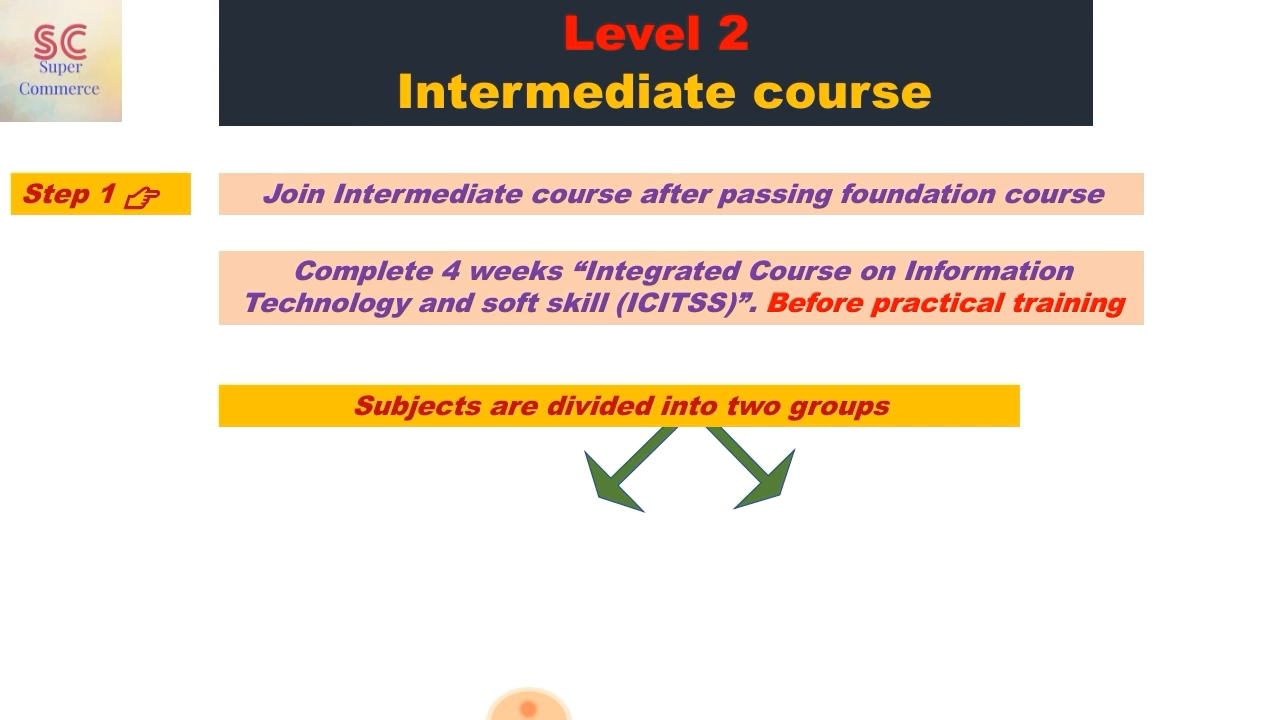 SC
Super
Commerce
Level 2
Intermediate course
Step 1 👉
Join Intermediate course after passing foundation course
Complete 4 weeks “Integrated Course on Information
Technology and soft skill (ICITSS)”. Before practical training
Subjects are divided into two groups